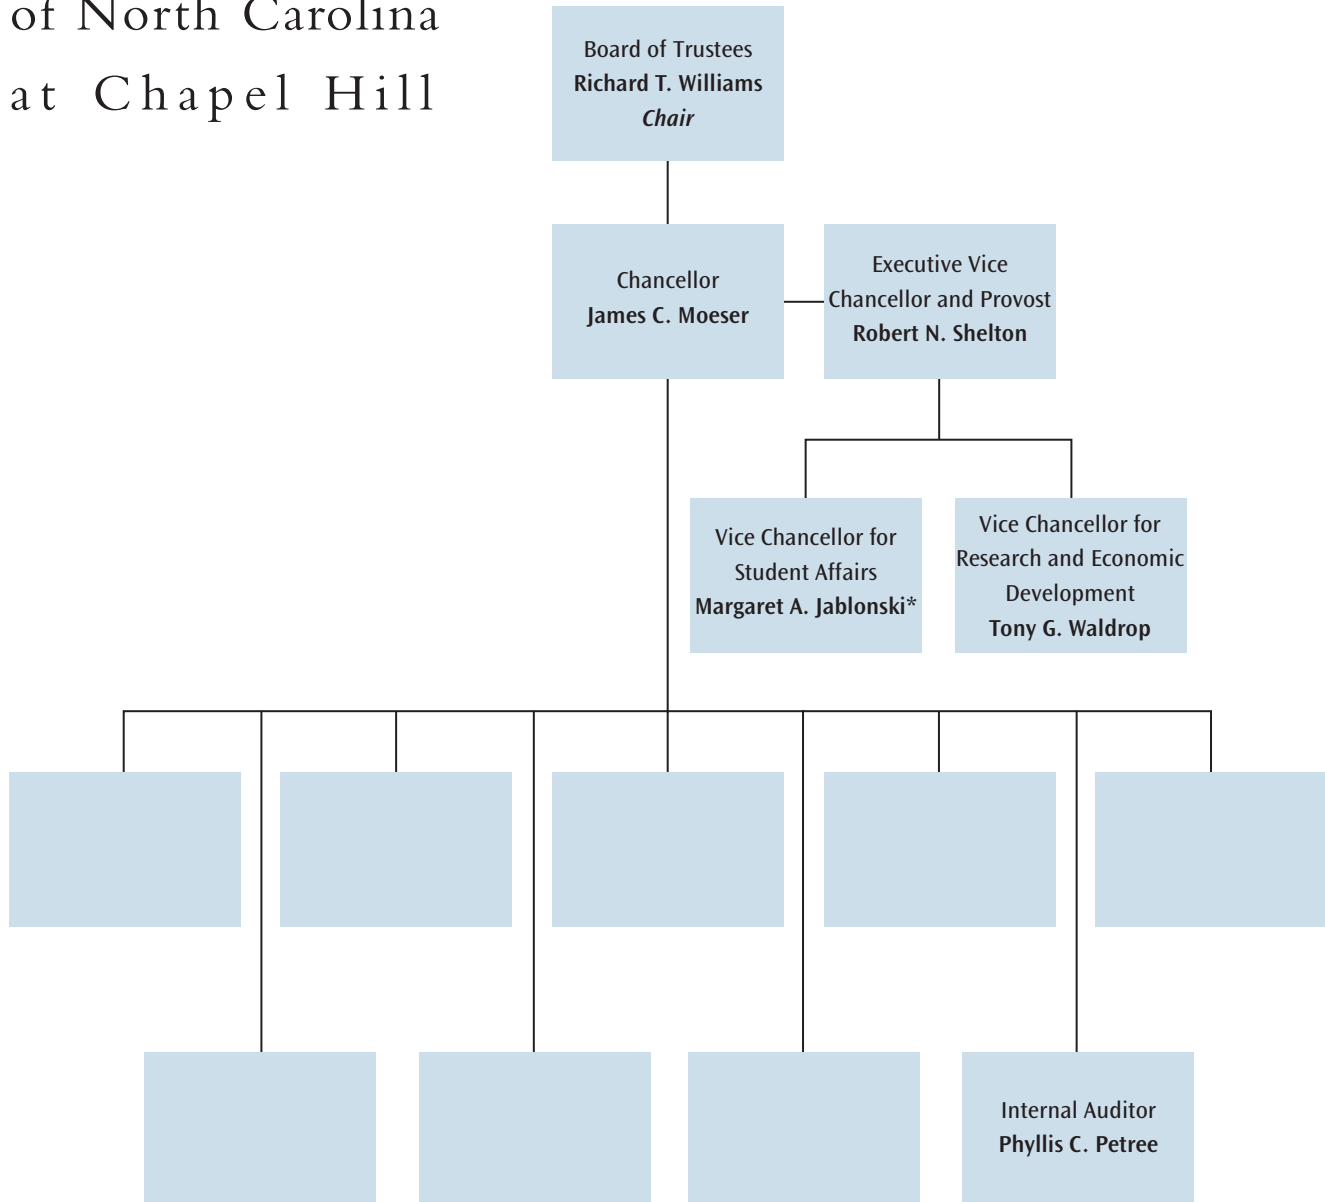 of North Carolina
at Chapel Hill
Board of Trustees
Richard T. Williams
Chair
Chancellor
James C. Moeser
Executive Vice
Chancellor and Provost
Robert N. Shelton
Vice Chancellor for
Student Affairs
Margaret A. Jablonski*
Vice Chancellor for
Research and Economic
Development
Tony G. Waldrop
Internal Auditor
Phyllis C. Petree